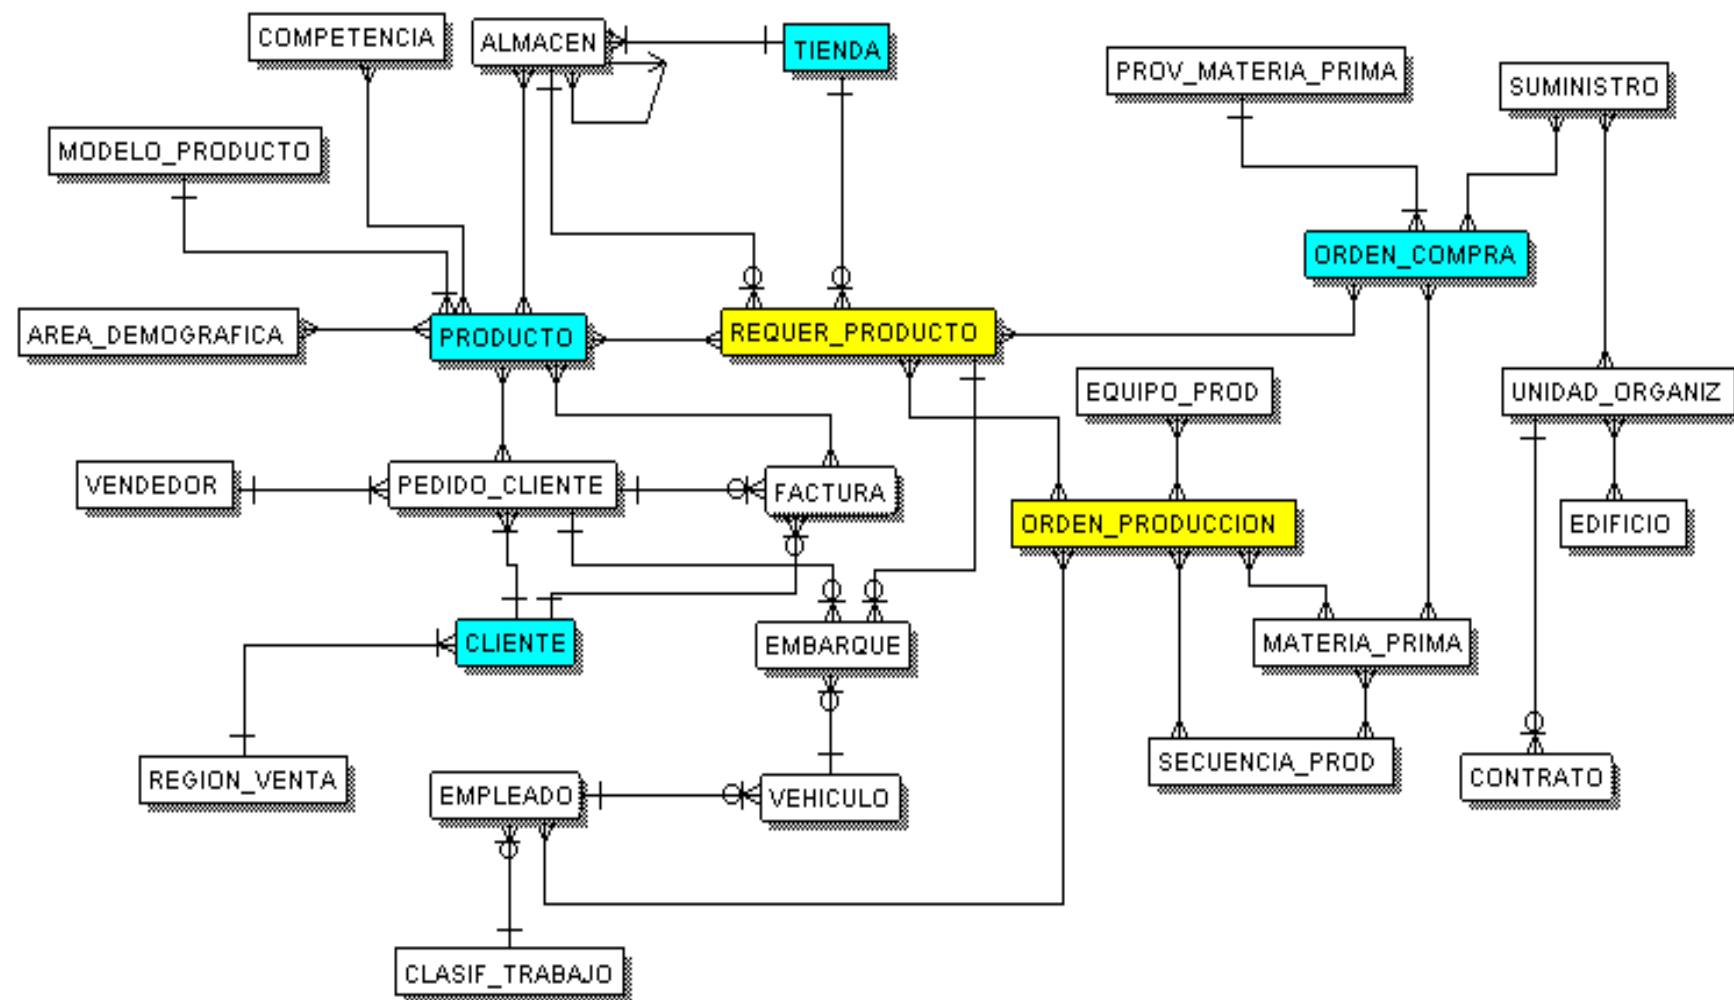 COMPETENCIA
ALMACEN
TIENDA
PROV_MATERIA_PRIMA
SUMINISTRO
MODELO_PRODUCTO
ORDEN_COMPRA
AREA_DEMOGRAFICA
PRODUCTO
REQUER_PRODUCTO
EQUIPO_PROD
UNIDAD_ORGANIZ
VENDEDOR
PEDIDO_CLIENTE
FACTURA
ORDEN_PRODUCCION
EDIFICIO
CLIENTE
EMBARQUE
MATERIA_PRIMA
REGION_VENTA
EMPLEADO
VEHICULO
SECUENCIA_PROD
CONTRATO
CLASIF_TRABAJO